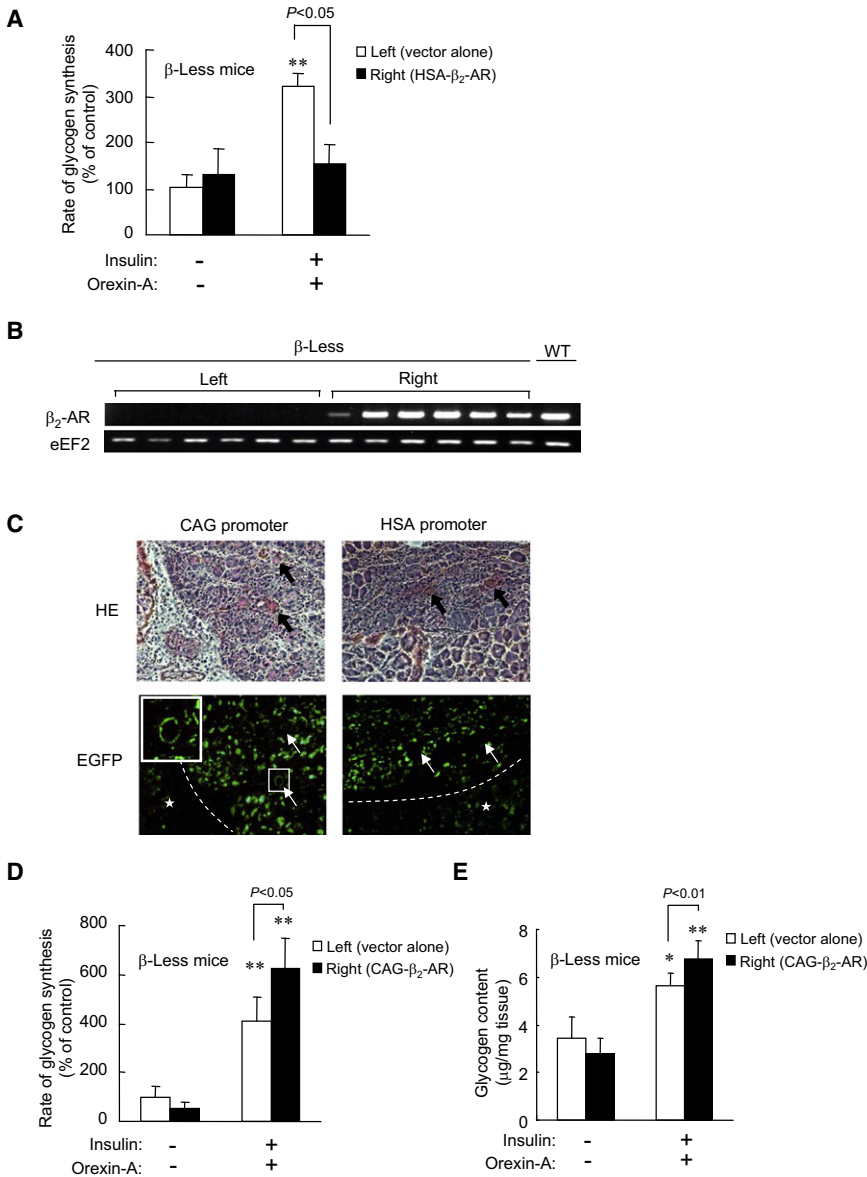 A
P<0.05
400
300
200
100
0
Rate of glycogen synthesis
(% of control)
β-Less mice
**
Left (vector alone)
Right (HSA-β2-AR)
Insulin: - +
Orexin-A: - +
B
β-Less WT
Left Right
β2-AR
eEF2
C
CAG promoter HSA promoter
HE
EGFP
D
P<0.05
800
600
400
200
0
Rate of glycogen synthesis
(% of control)
β-Less mice
** **
Left (vector alone)
Right (CAG-β2-AR)
Insulin: - +
Orexin-A: - +
E
P<0.01
8
6
4
2
0
Glycogen content
(μg/mg tissue)
β-Less mice
* **
Left (vector alone)
Right (CAG-β2-AR)
Insulin: - +
Orexin-A: - +